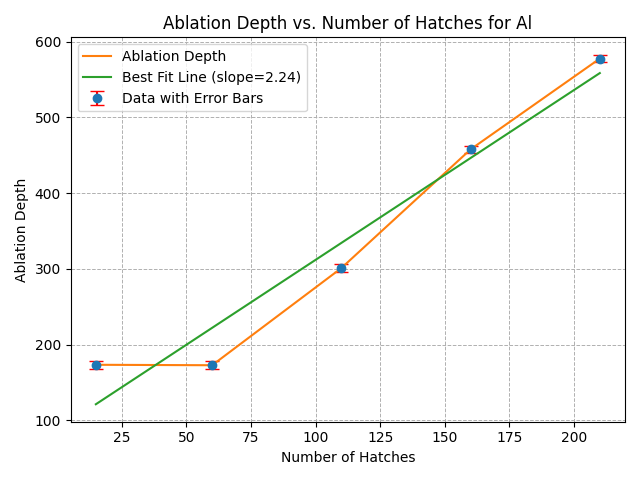 Ablation Depth vs. Number of Hatches for Al
Ablation Depth
Best Fit Line (slope=2.24)
Data with Error Bars
600
500
400
300
200
100
Ablation Depth
25 50 75 100 125 150 175 200
Number of Hatches